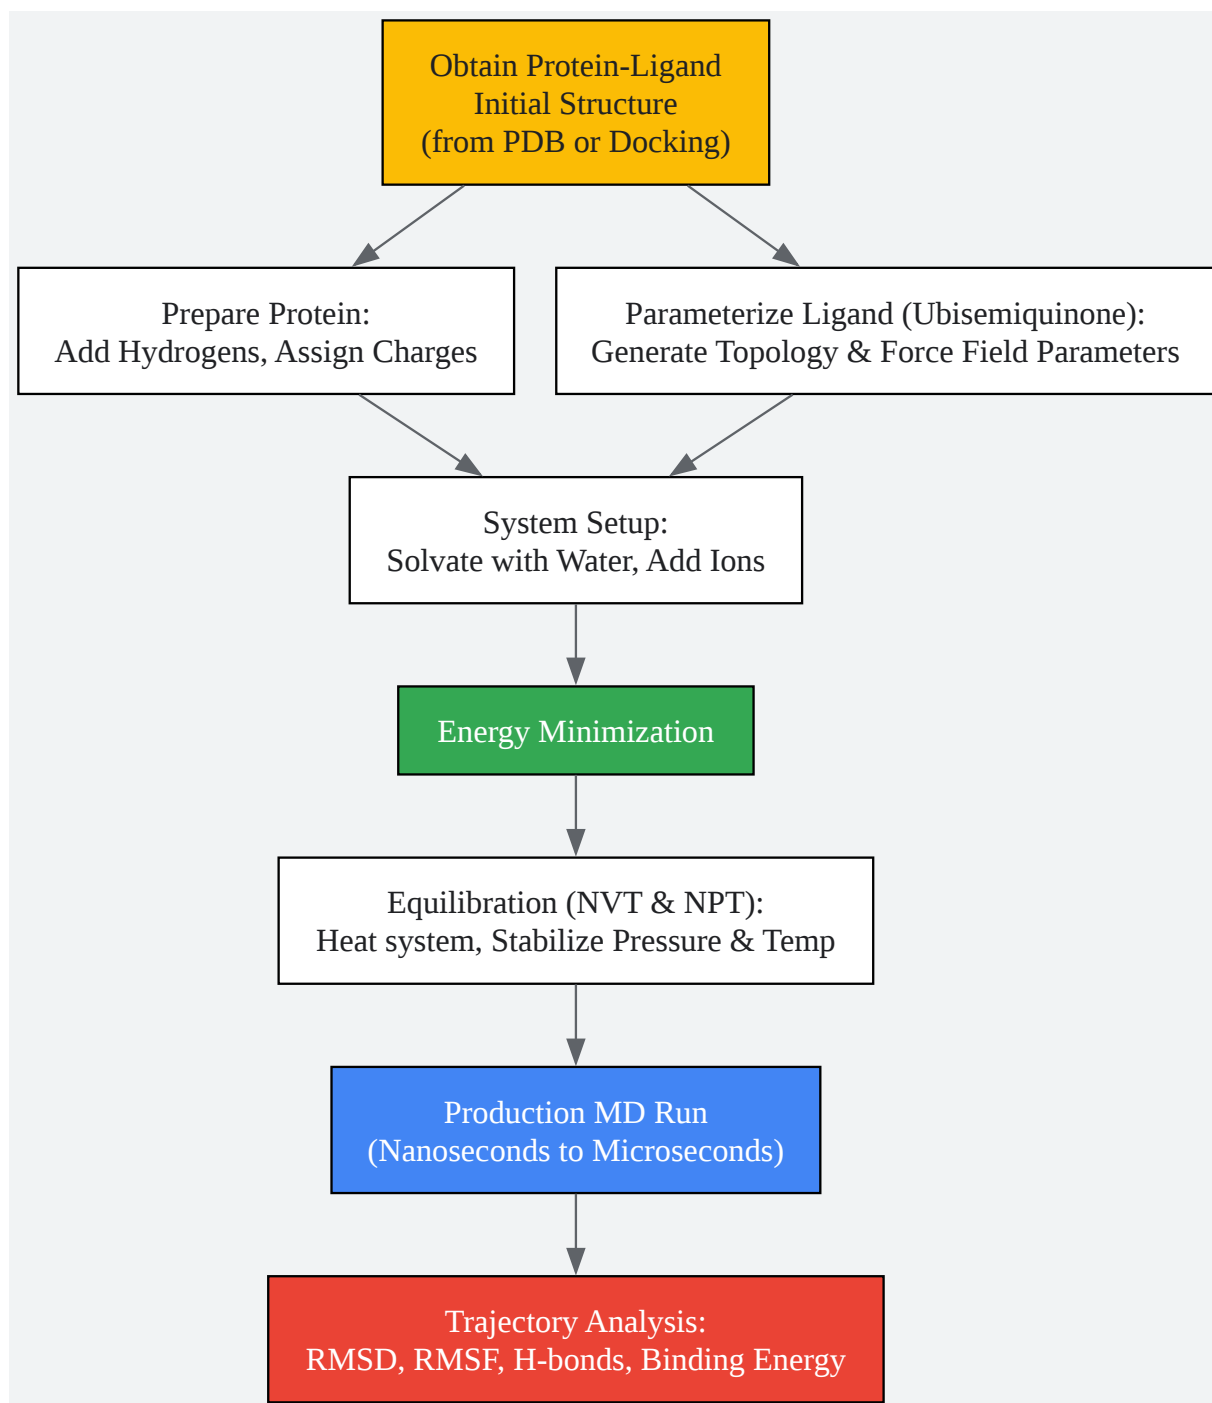 Obtain Protein-Ligand
Initial Structure
(from PDB or Docking)
Prepare Protein:
Add Hydrogens, Assign Charges
Parameterize Ligand (Ubisemiquinone):
Generate Topology & Force Field Parameters
System Setup:
Solvate with Water, Add Ions
Energy Minimization
Equilibration (NVT & NPT):
Heat system, Stabilize Pressure & Temp
Production MD Run
(Nanoseconds to Microseconds)
Trajectory Analysis:
RMSD, RMSF, H-bonds, Binding Energy